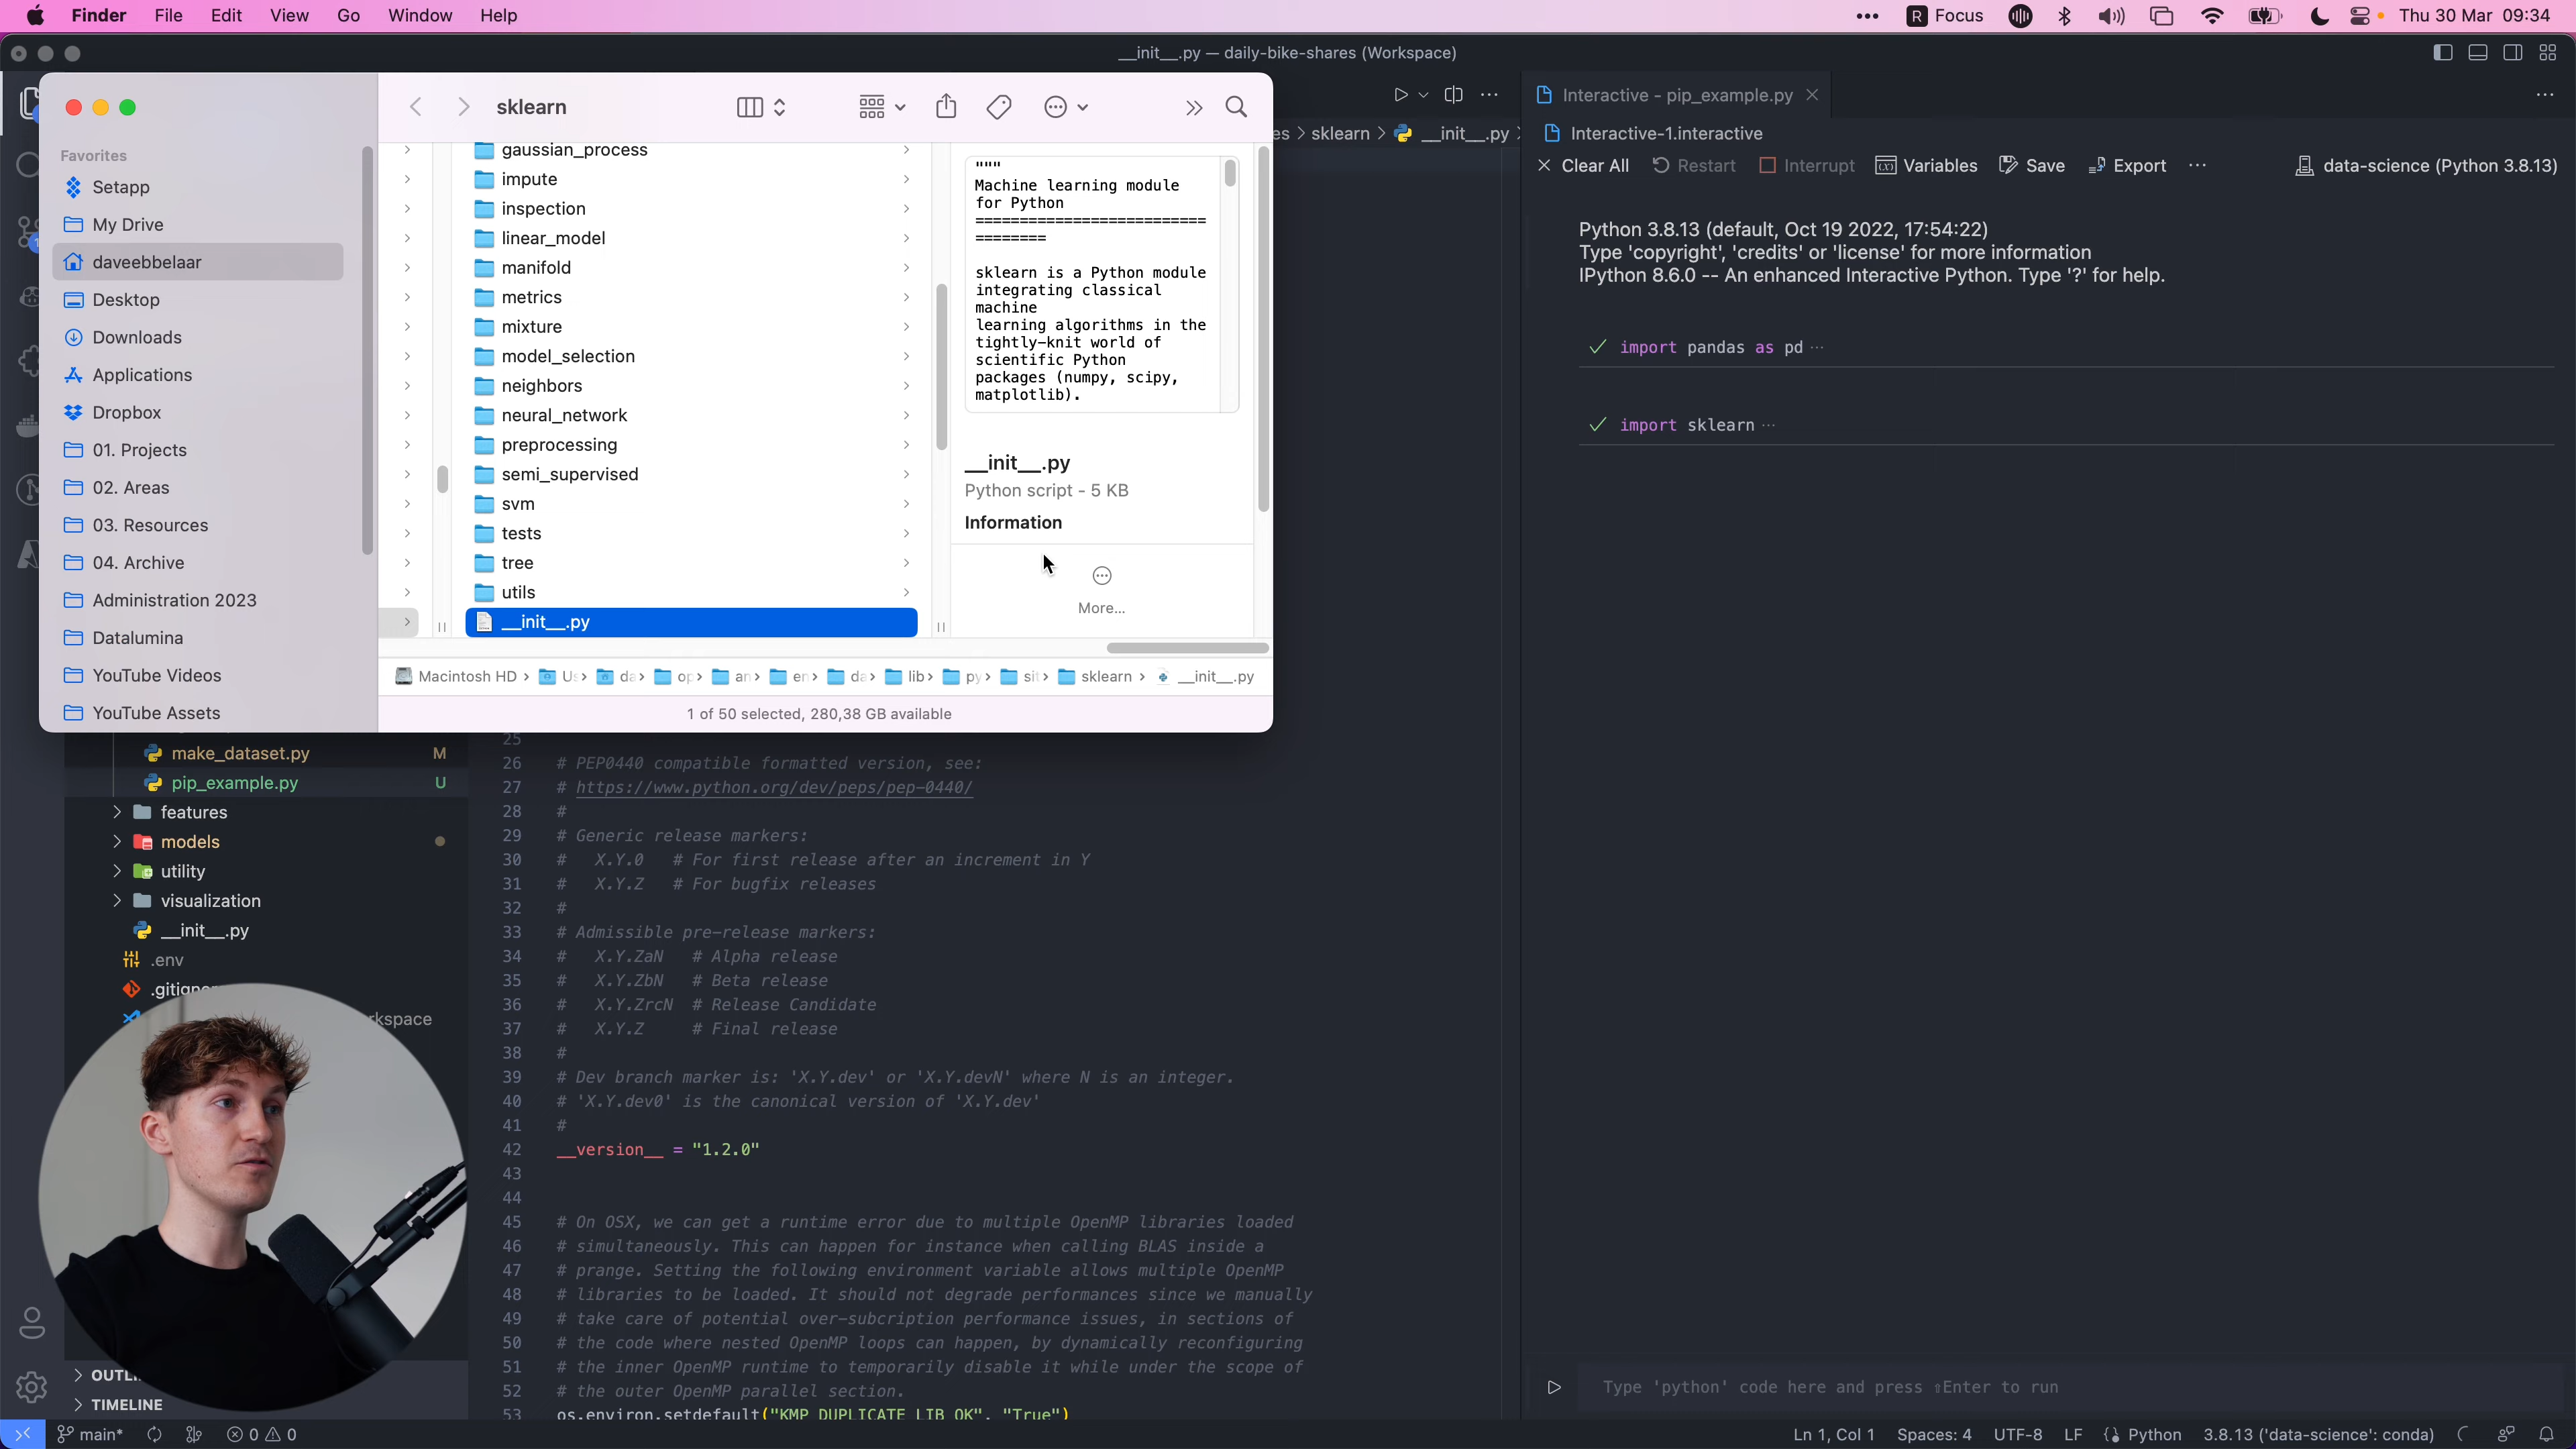 Finder File Edit View Go Window Help
R Focus
Thu 30 Mar 09:34
__init__.py — daily-bike-shares (Workspace)
sklearn
Favorites
Setapp
My Drive
daveebbelaar
Desktop
Downloads
Applications
Dropbox
01. Projects
02. Areas
03. Resources
04. Archive
Administration 2023
Datalumina
YouTube Videos
YouTube Assets
gaussian_process
impute
inspection
linear_model
manifold
metrics
mixture
model_selection
neighbors
neural_network
preprocessing
semi_supervised
svm
tests
tree
utils
__init__.py
"""
Machine learning module
for Python
==========================
========
sklearn is a Python module
integrating classical
machine
learning algorithms in the
tightly-knit world of
scientific Python
packages (numpy, scipy,
matplotlib).
__init__.py
Python script - 5 KB
Information
More...
Macintosh HD › Us › da › op › an › en › da › lib › py › sit › sklearn › __init__.py
1 of 50 selected, 280,38 GB available
es > sklearn > __init__.py >
Interactive - pip_example.py
Interactive-1.interactive
Clear All Restart Interrupt Variables Save Export ··· data-science (Python 3.8.13)
Python 3.8.13 (default, Oct 19 2022, 17:54:22)
Type 'copyright', 'credits' or 'license' for more information
IPython 8.6.0 -- An enhanced Interactive Python. Type '?' for help.
import pandas as pd ···
import sklearn ···
make_dataset.py M
pip_example.py U
features
models
utility
visualization
__init__.py
.env
.gitignor
rkspace
OUTLI
TIMELINE
25
26 # PEP0440 compatible formatted version, see:
27 # https://www.python.org/dev/peps/pep-0440/
28 #
29 # Generic release markers:
30 # X.Y.0 # For first release after an increment in Y
31 # X.Y.Z # For bugfix releases
32 #
33 # Admissible pre-release markers:
34 # X.Y.ZaN # Alpha release
35 # X.Y.ZbN # Beta release
36 # X.Y.ZrcN # Release Candidate
37 # X.Y.Z # Final release
38 #
39 # Dev branch marker is: 'X.Y.dev' or 'X.Y.devN' where N is an integer.
40 # 'X.Y.dev0' is the canonical version of 'X.Y.dev'
41 #
42 __version__ = "1.2.0"
43
44
45 # On OSX, we can get a runtime error due to multiple OpenMP libraries loaded
46 # simultaneously. This can happen for instance when calling BLAS inside a
47 # prange. Setting the following environment variable allows multiple OpenMP
48 # libraries to be loaded. It should not degrade performances since we manually
49 # take care of potential over-subcription performance issues, in sections of
50 # the code where nested OpenMP loops can happen, by dynamically reconfiguring
51 # the inner OpenMP runtime to temporarily disable it while under the scope of
52 # the outer OpenMP parallel section.
53 os.environ.setdefault("KMP_DUPLICATE_LIB_OK", "True")
Type 'python' code here and press ⇧Enter to run
main* 0 0
Ln 1, Col 1 Spaces: 4 UTF-8 LF Python 3.8.13 ('data-science': conda)